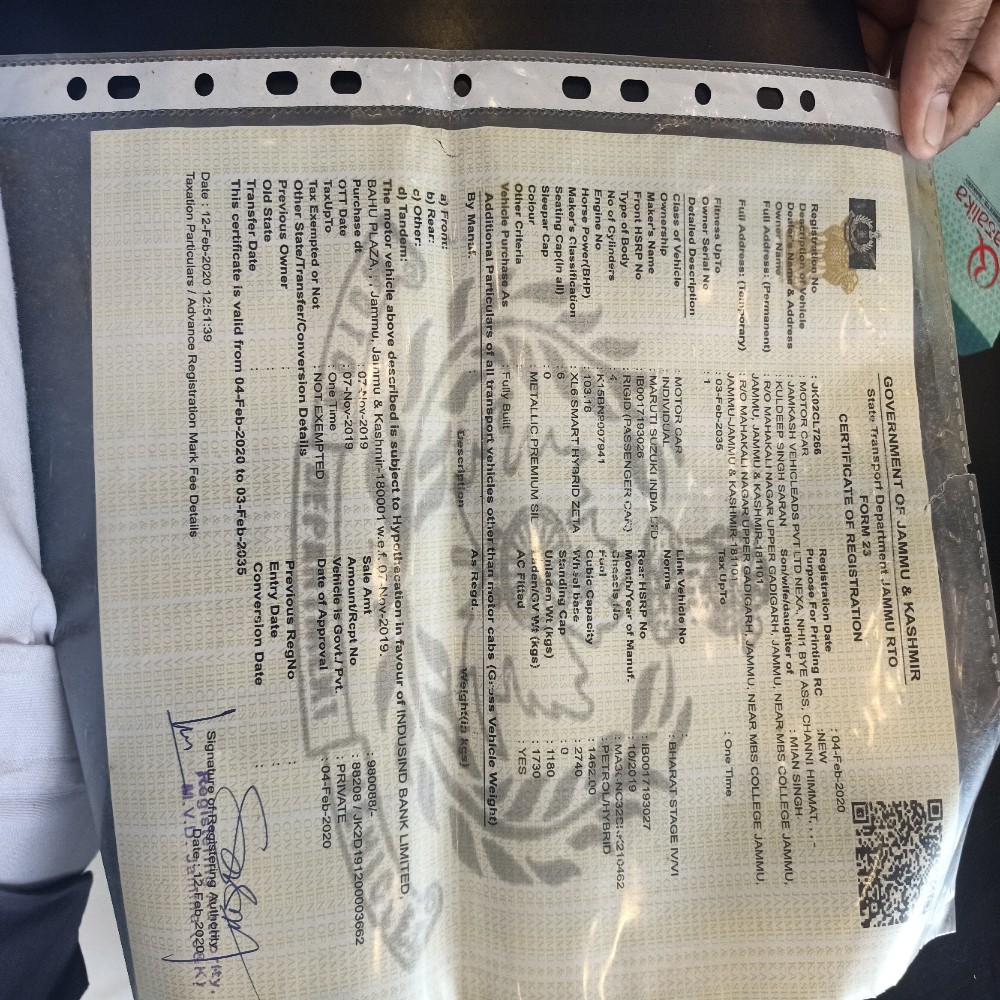 GOVERNMENT OF JAMMU & KASHMIR
State Transport Department JAMMU RTO
FORM 23
CERTIFICATE OF REGISTRATION
Registration No : JK02CL7266 Registration Date : 04-Feb-2020
Description of Vehicle : MOTOR CAR Purpose For Printing RC :NEW
Dealer's Name & Address : JAMKASH VEHICLEADS PVT LTD (NEXA, NH#1 BYE ASS, CHANNI HIMMAT, , , -
Owner Name : KULDEEP SINGH SARAN Son/wife/daughter of : MIAN SINGH
Full Address: (Permanent) R/O MAHAKALI NAGAR UPPER GADIGARH, JAMMU, NEAR MBS COLLEGE JAMMU,
JAMMU, JAMMU & KASHMIR-181101
Full Address: (Temporary) R/O MAHAKALI NAGAR UPPER GADIGARH, JAMMU, NEAR MBS COLLEGE JAMMU,
JAMMU-JAMMU & KASHMIR-181101
Fitness UpTo : 03-Feb-2035 Tax UpTo : One Time
Owner Serial No : 1
Detailed Description
Class of Vehicle : MOTOR CAR Link Vehicle No
Ownership : INDIVIDUAL Norms : BHARAT STAGE IV/VI
Maker's Name : MARUTI SUZUKI INDIA LTD
Front HSRP No : IB0017193026 Rear HSRP No : IB0017193027
Type of Body : RIGID (PASSENGER CAR) Month/Year of Manuf. : 10/2019
No of Cylinders : 4 Chassis No
Engine No : K15BNP007941 Fuel : PETROL/HYBRID
Horse Power(BHP) : 103.18 Cubic Capacity : 1462.00
Maker's Classification : XL6 SMART HYBRID ZETA Wheel base : 2740
Seating Cap(in all) : 6 Standing Cap : 0
Sleeper Cap : 0 Unladen Wt (kgs) : 1180
Colour : METALLIC PREMIUM SIL Laden/GV Wt (kgs) : 1730
Other Criteria : AC Fitted : YES
Vehicle Purchase As : Fully Built
Additional Particulars of all transport vehicles other than motor cabs (Gross Vehicle Weight)
By Manuf. : As Regd.
Description Weight(in kgs)
a) From:
b) Rear:
c) Other:
d) Tandem:
The motor vehicle above described is subject to Hypothecation in favour of INDUSIND BANK LIMITED,
BAHU PLAZA, , , Jammu, Jammu & Kashmir-180001 w.e.f. 07-Nov-2019.
Purchase dt : 07-Nov-2019 Sale Amt : 980088/-
OTT Date : 07-Nov-2019 Amount/Rcpt No : 88208 / JK2D191200003662
TaxUpTo : One Time Vehicle is Govt./ Pvt. : PRIVATE
Tax Exempted or Not : NOT EXEMPTED Date of Approval : 04-Feb-2020
Other State/Transfer/Conversion Details
Previous Owner : Previous RegNo :
Old State : Entry Date :
Transfer Date : Conversion Date :
This certificate is valid from 04-Feb-2020 to 03-Feb-2035
Signature of Registering Authority
Date : 12-Feb-2020
Date : 12-Feb-2020 12:51:39
Taxation Particulars / Advance Registration Mark Fee Details